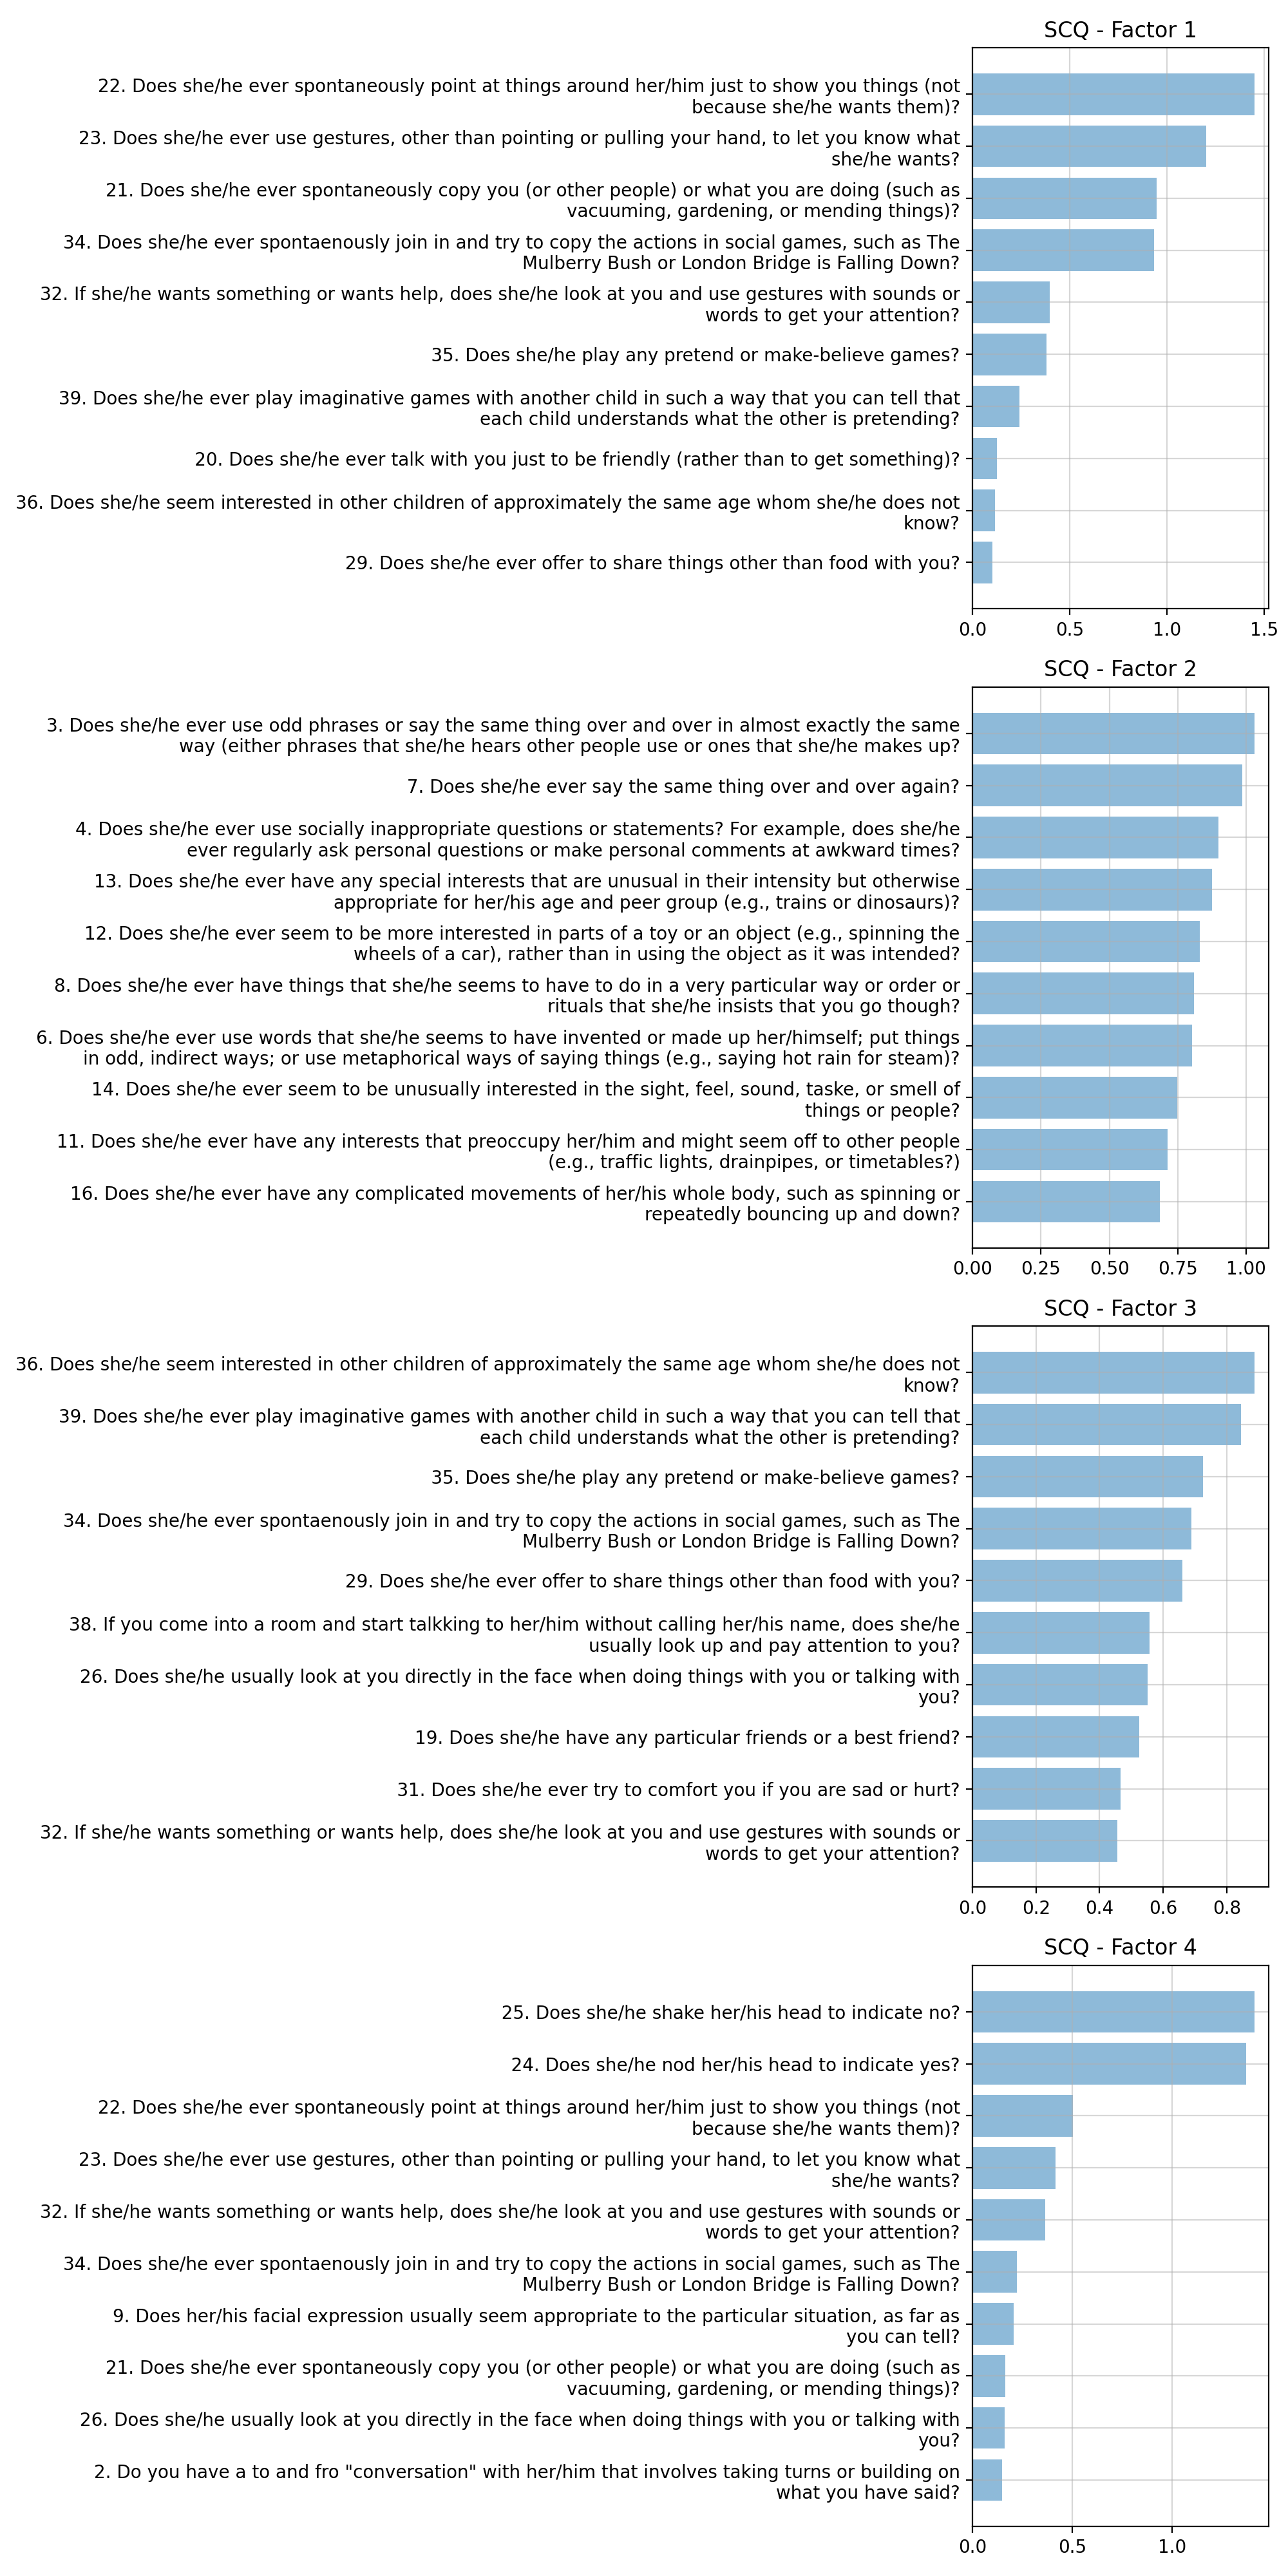 SCQ - Factor 1
22. Does she/he ever spontaneously point at things around her/him just to show you things (not
because she/he wants them)?
23. Does she/he ever use gestures, other than pointing or pulling your hand, to let you know what
she/he wants?
21. Does she/he ever spontaneously copy you (or other people) or what you are doing (such as
vacuuming, gardening, or mending things)?
34. Does she/he ever spontaenously join in and try to copy the actions in social games, such as The
Mulberry Bush or London Bridge is Falling Down?
32. If she/he wants something or wants help, does she/he look at you and use gestures with sounds or
words to get your attention?
35. Does she/he play any pretend or make-believe games?
39. Does she/he ever play imaginative games with another child in such a way that you can tell that
each child understands what the other is pretending?
20. Does she/he ever talk with you just to be friendly (rather than to get something)?
36. Does she/he seem interested in other children of approximately the same age whom she/he does not
know?
29. Does she/he ever offer to share things other than food with you?
0.0 0.5 1.0 1.5
SCQ - Factor 2
3. Does she/he ever use odd phrases or say the same thing over and over in almost exactly the same
way (either phrases that she/he hears other people use or ones that she/he makes up?
7. Does she/he ever say the same thing over and over again?
4. Does she/he ever use socially inappropriate questions or statements? For example, does she/he
ever regularly ask personal questions or make personal comments at awkward times?
13. Does she/he ever have any special interests that are unusual in their intensity but otherwise
appropriate for her/his age and peer group (e.g., trains or dinosaurs)?
12. Does she/he ever seem to be more interested in parts of a toy or an object (e.g., spinning the
wheels of a car), rather than in using the object as it was intended?
8. Does she/he ever have things that she/he seems to have to do in a very particular way or order or
rituals that she/he insists that you go though?
6. Does she/he ever use words that she/he seems to have invented or made up her/himself; put things
in odd, indirect ways; or use metaphorical ways of saying things (e.g., saying hot rain for steam)?
14. Does she/he ever seem to be unusually interested in the sight, feel, sound, taske, or smell of
things or people?
11. Does she/he ever have any interests that preoccupy her/him and might seem off to other people
(e.g., traffic lights, drainpipes, or timetables?)
16. Does she/he ever have any complicated movements of her/his whole body, such as spinning or
repeatedly bouncing up and down?
0.00 0.25 0.50 0.75 1.00
SCQ - Factor 3
36. Does she/he seem interested in other children of approximately the same age whom she/he does not
know?
39. Does she/he ever play imaginative games with another child in such a way that you can tell that
each child understands what the other is pretending?
35. Does she/he play any pretend or make-believe games?
34. Does she/he ever spontaenously join in and try to copy the actions in social games, such as The
Mulberry Bush or London Bridge is Falling Down?
29. Does she/he ever offer to share things other than food with you?
38. If you come into a room and start talkking to her/him without calling her/his name, does she/he
usually look up and pay attention to you?
26. Does she/he usually look at you directly in the face when doing things with you or talking with
you?
19. Does she/he have any particular friends or a best friend?
31. Does she/he ever try to comfort you if you are sad or hurt?
32. If she/he wants something or wants help, does she/he look at you and use gestures with sounds or
words to get your attention?
0.0 0.2 0.4 0.6 0.8
SCQ - Factor 4
25. Does she/he shake her/his head to indicate no?
24. Does she/he nod her/his head to indicate yes?
22. Does she/he ever spontaneously point at things around her/him just to show you things (not
because she/he wants them)?
23. Does she/he ever use gestures, other than pointing or pulling your hand, to let you know what
she/he wants?
32. If she/he wants something or wants help, does she/he look at you and use gestures with sounds or
words to get your attention?
34. Does she/he ever spontaenously join in and try to copy the actions in social games, such as The
Mulberry Bush or London Bridge is Falling Down?
9. Does her/his facial expression usually seem appropriate to the particular situation, as far as
you can tell?
21. Does she/he ever spontaneously copy you (or other people) or what you are doing (such as
vacuuming, gardening, or mending things)?
26. Does she/he usually look at you directly in the face when doing things with you or talking with
you?
2. Do you have a to and fro "conversation" with her/him that involves taking turns or building on
what you have said?
0.0 0.5 1.0